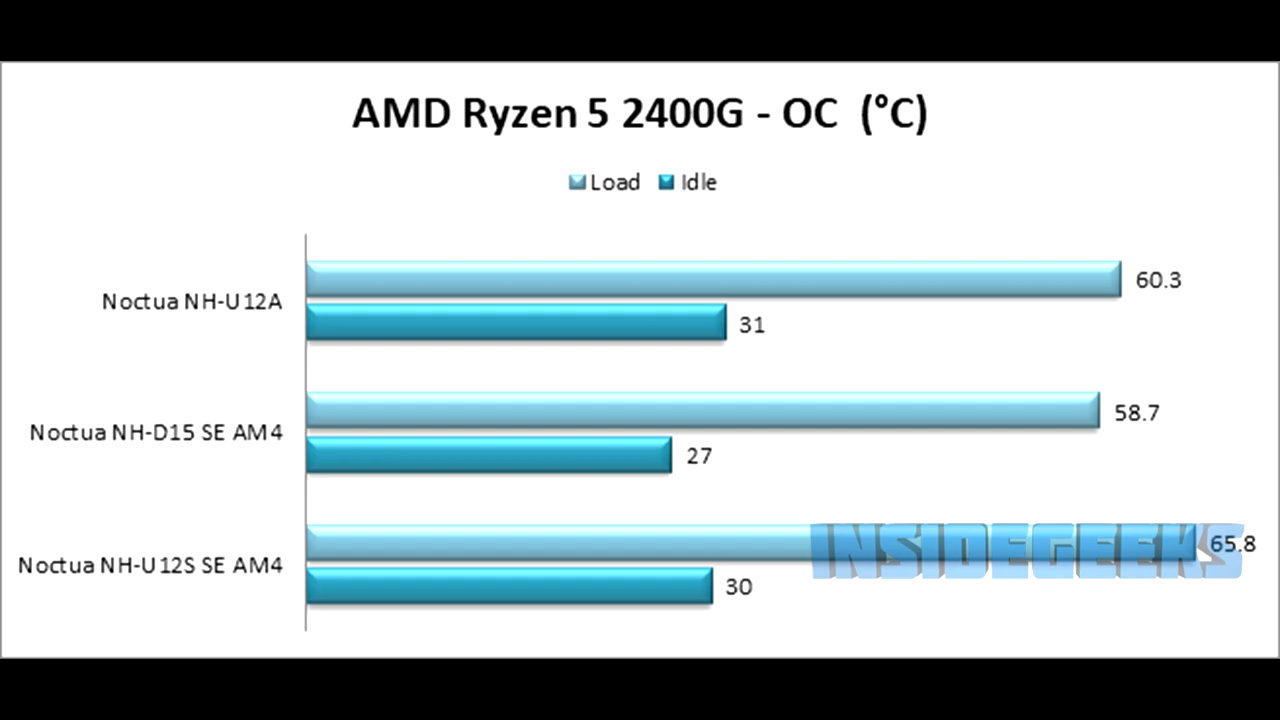 AMD Ryzen 5 2400G - OC (°C)
Load Idle
Noctua NH-U12A
60.3
31
Noctua NH-D15 SE AM4
58.7
27
Noctua NH-U12S SE AM4
65.8
30
INSIDEGEEKS